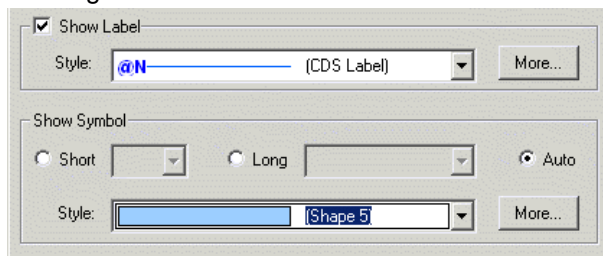 Show Label
Style: @N (CDS Label) More...
Show Symbol
Short Long Auto
Style: (Shape 5) More...